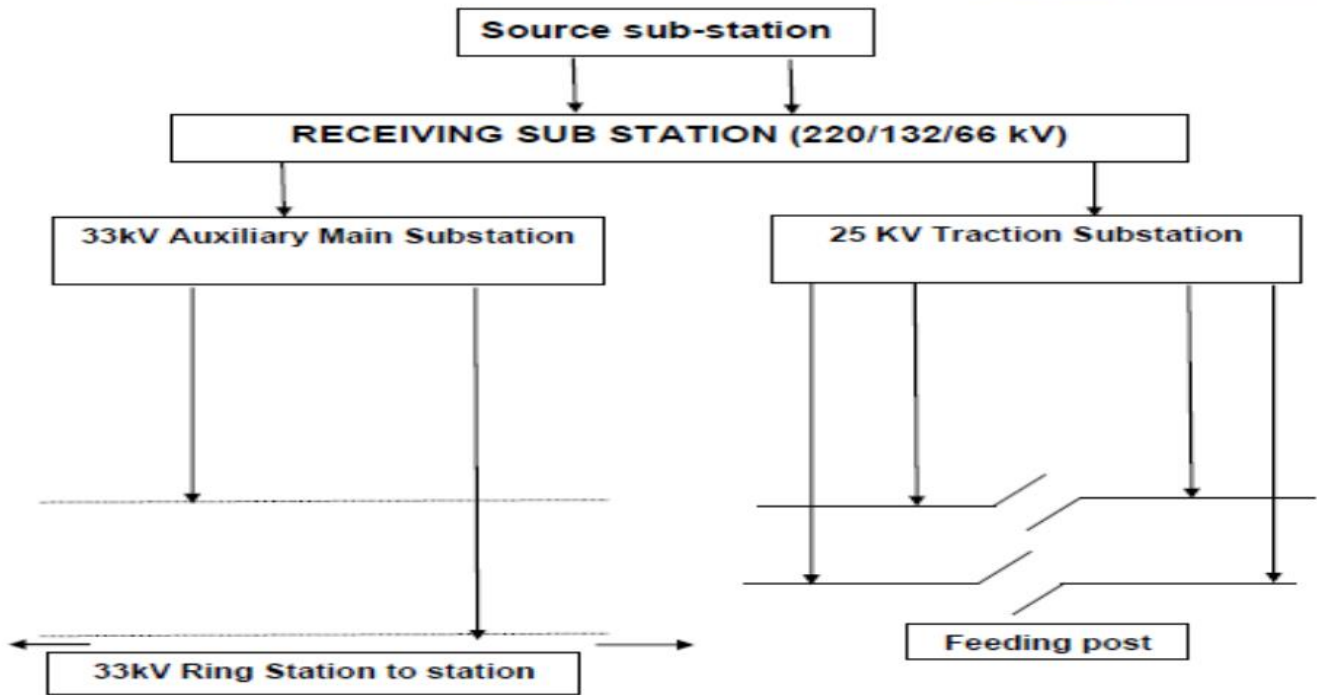 Source sub-station
RECEIVING SUB STATION (220/132/66 kV)
33kV Auxiliary Main Substation
25 KV Traction Substation
Feeding post
33kV Ring Station to station